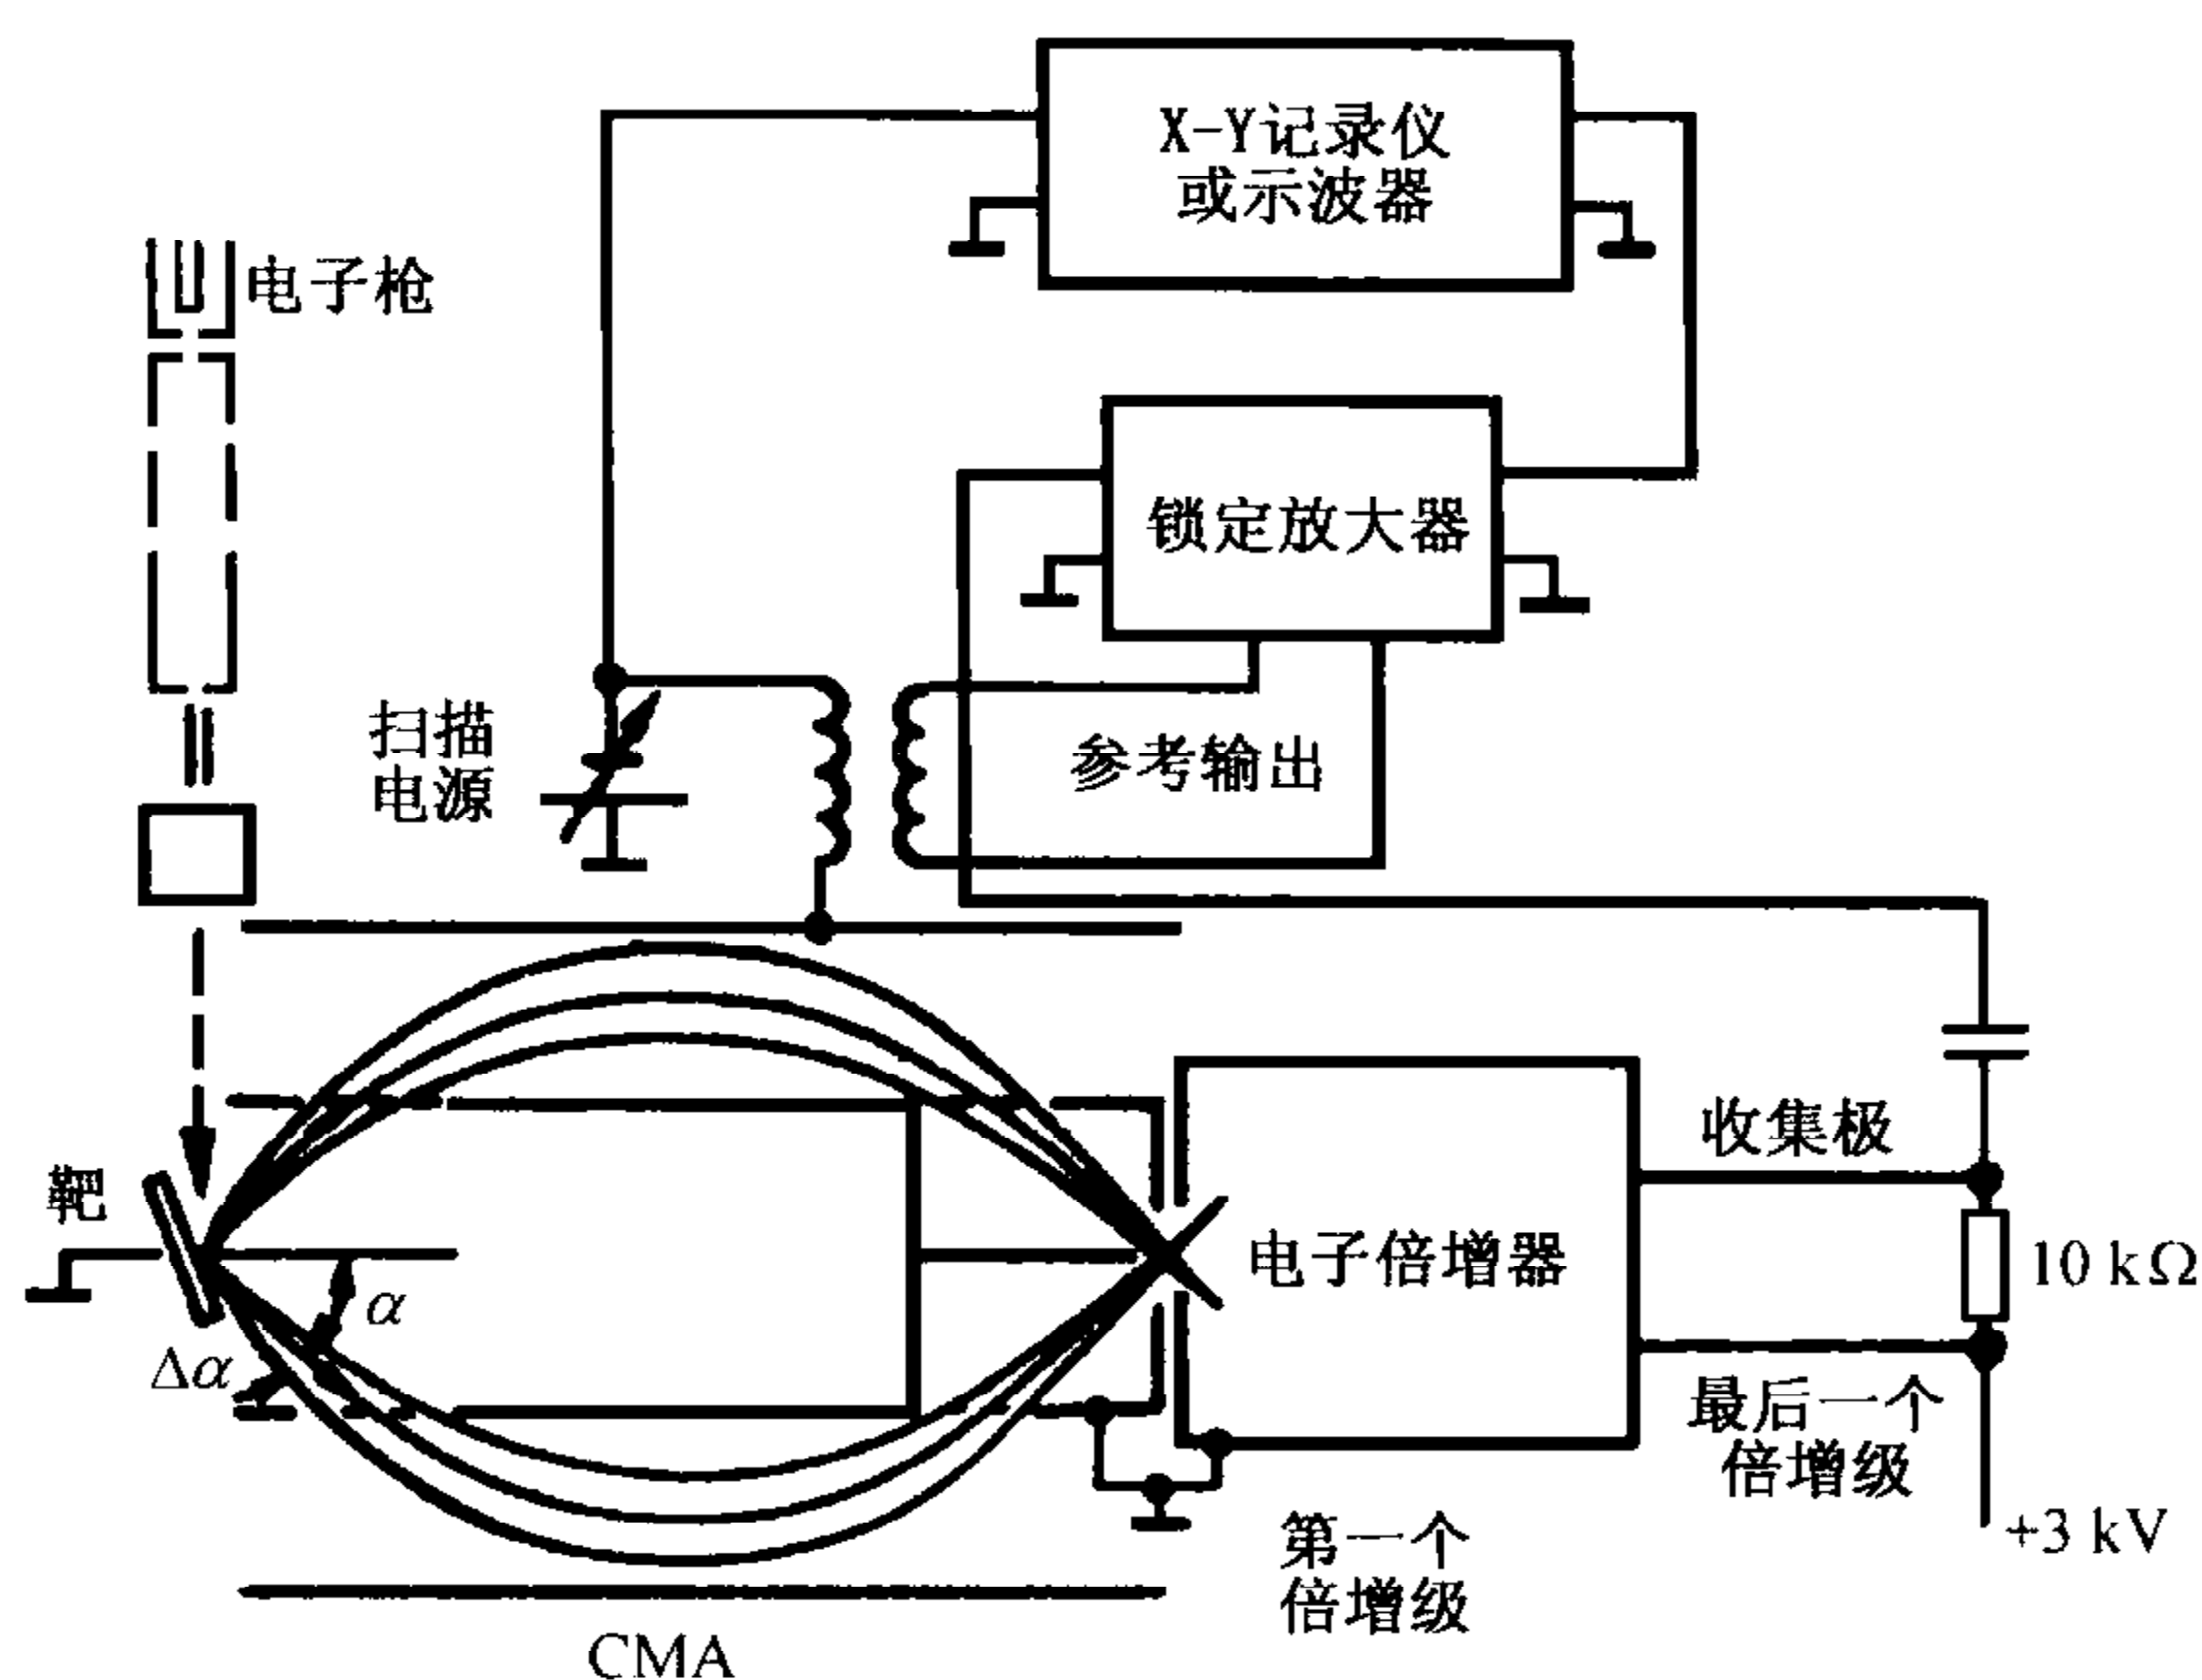 X-Y记录仪
或示波器
电子枪
锁定放大器
扫描
电源
参考输出
收集极
靶
电子倍增器
10 kΩ
α
Δα
最后一个
倍增级
+3 kV
第一个
倍增级
CMA